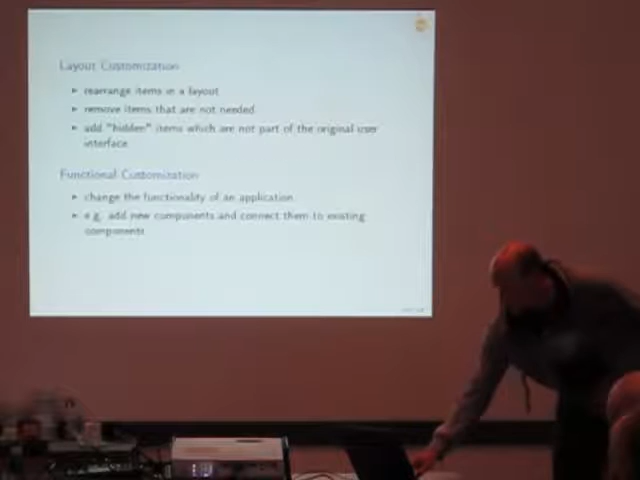 Layout Customization
▸ rearrange items in a layout
▸ remove items that are not needed
▸ add "hidden" items which are not part of the original user
interface
Functional Customization
▸ change the functionality of an application
▸ e.g. add new components and connect them to existing
components